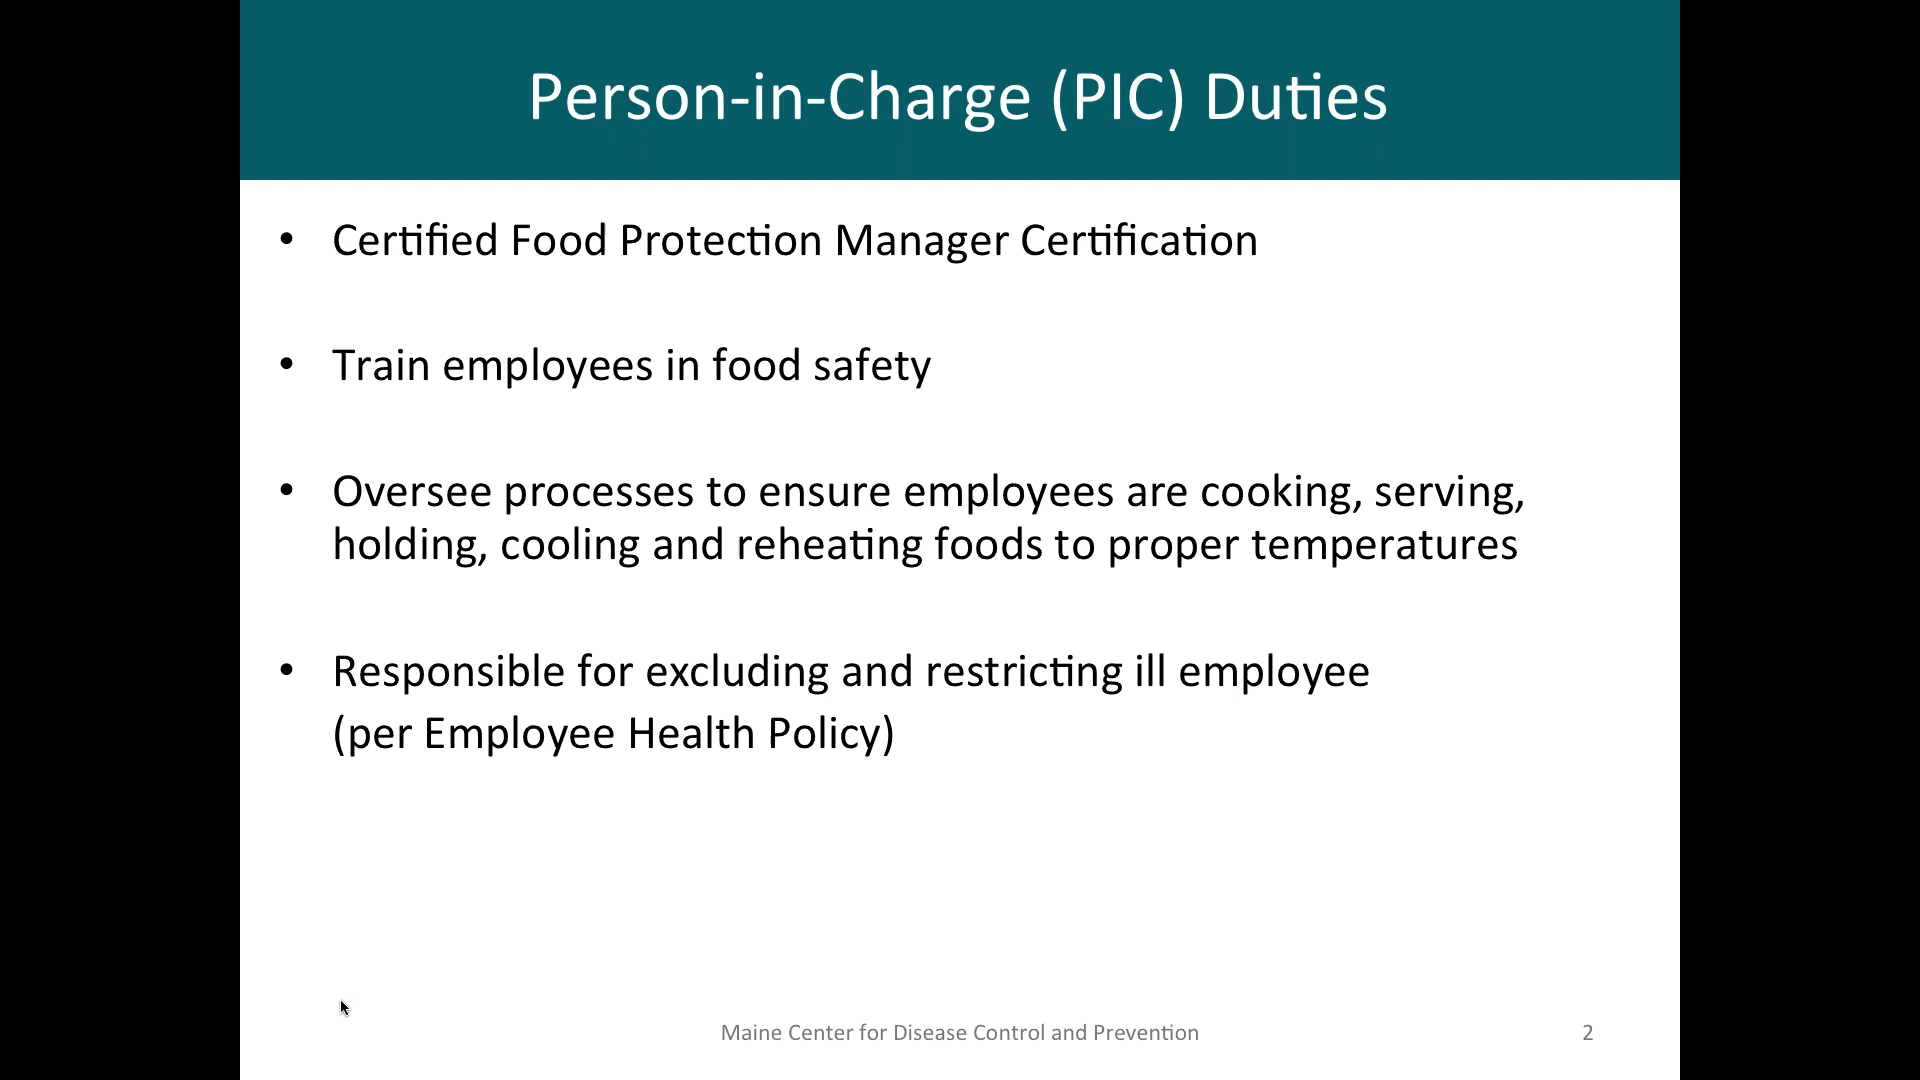 Person-in-Charge (PIC) Duties
• Certified Food Protection Manager Certification
• Train employees in food safety
• Oversee processes to ensure employees are cooking, serving,
holding, cooling and reheating foods to proper temperatures
• Responsible for excluding and restricting ill employee
(per Employee Health Policy)
Maine Center for Disease Control and Prevention
2